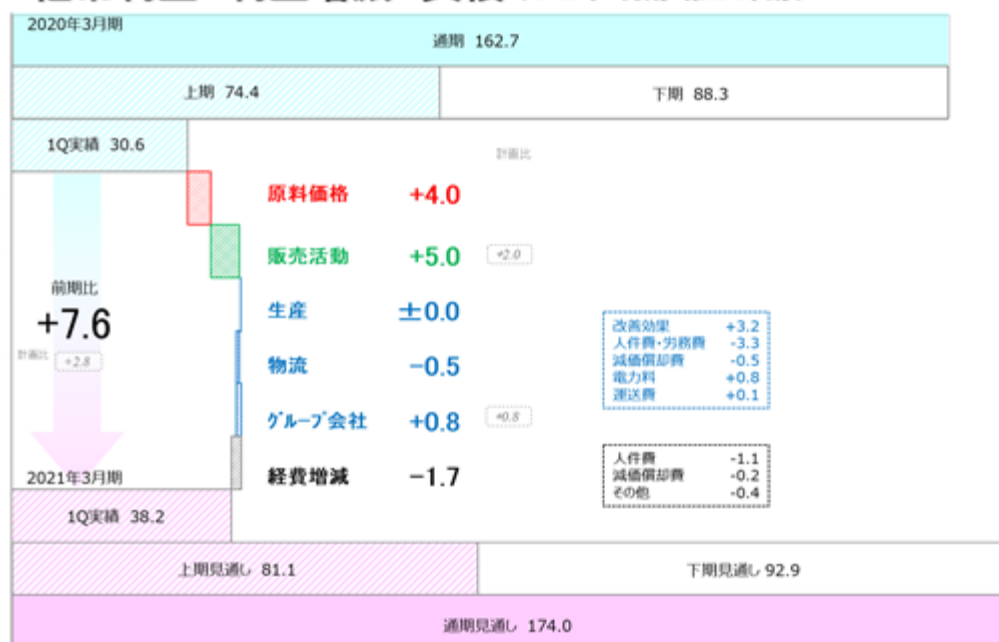 2020年3月期
通期 162.7
上期 74.4
下期 88.3
1Q実績 30.6
計画比
原料価格 +4.0
販売活動 +5.0 +2.0
前期比
+7.6
計画比 +2.8
生産 ±0.0
物流 -0.5
グループ会社 +0.8 +0.8
経費増減 -1.7
改善効果 +3.2
人件費・労務費 -3.3
減価償却費 -0.5
電力料 +0.8
運送費 +0.1
人件費 -1.1
減価償却費 -0.2
その他 -0.4
2021年3月期
1Q実績 38.2
上期見通し 81.1
下期見通し 92.9
通期見通し 174.0